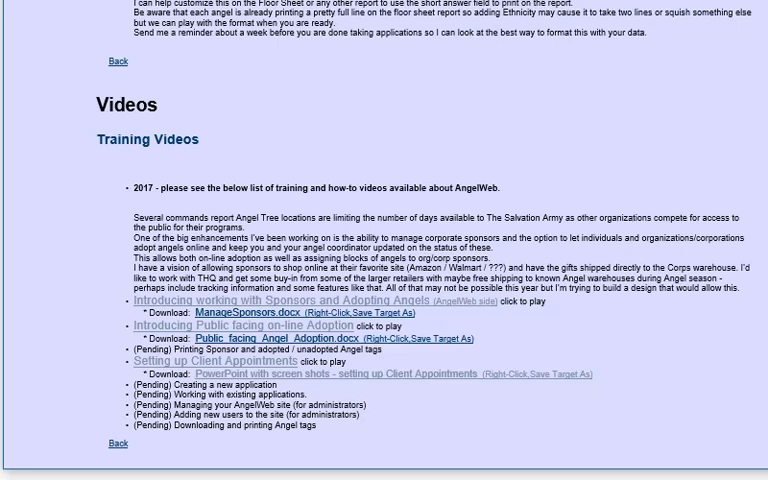 I can help customize this on the Floor Sheet or any other report to use the short answer field to print on the report.
Be aware that each angel is already printing a pretty full line on the floor sheet report so adding Ethnicity may cause it to take two lines or squish something else
but we can play with the format when you are ready.
Send me a reminder about a week before you are done taking applications so I can look at the best way to format this with your data.
Back
Videos
Training Videos
• 2017 - please see the below list of training and how-to videos available about AngelWeb.
Several commands report Angel Tree locations are limiting the number of days available to The Salvation Army as other organizations compete for access to
the public for their programs.
One of the big enhancements I've been working on is the ability to manage corporate sponsors and the option to let individuals and organizations/corporations
adopt angels online and keep you and your angel coordinator updated on the status of these.
This allows both on-line adoption as well as assigning blocks of angels to org/corp sponsors.
I have a vision of allowing sponsors to shop online at their favorite site (Amazon / Walmart / ???) and have the gifts shipped directly to the Corps warehouse. I'd
like to work with THQ and get some buy-in from some of the larger retailers with maybe free shipping to known Angel warehouses during Angel season -
perhaps include tracking information and some features like that. All of that may not be possible this year but I'm trying to build a design that would allow this.
• Introducing working with Sponsors and Adopting Angels (AngelWeb side) click to play
* Download: ManageSponsors.docx (Right-Click,Save Target As)
• Introducing Public facing on-line Adoption click to play
* Download: Public_facing_Angel_Adoption.docx (Right-Click,Save Target As)
• (Pending) Printing Sponsor and adopted / unadopted Angel tags
• Setting up Client Appointments click to play
* Download: PowerPoint with screen shots - setting up Client Appointments (Right-Click,Save Target As)
• (Pending) Creating a new application
• (Pending) Working with existing applications.
• (Pending) Managing your AngelWeb site (for administrators)
• (Pending) Adding new users to the site (for administrators)
• (Pending) Downloading and printing Angel tags
Back